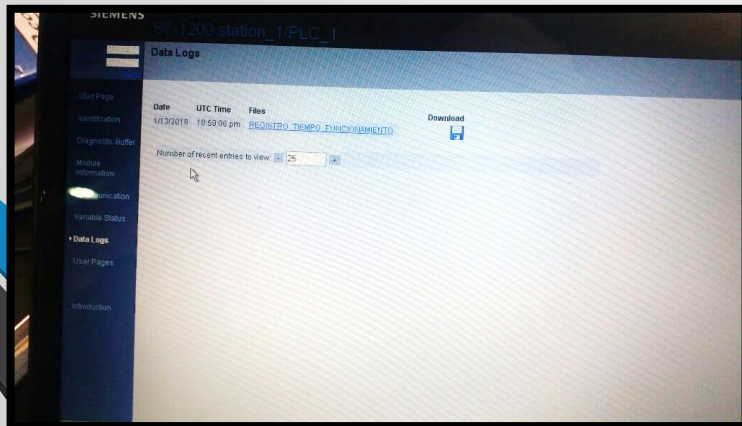 SIEMENS
S7-1200 station_1/PLC_1
Data Logs
Start Page
Identification
Diagnostic Buffer
Module
Information
Variable Status
Data Logs
User Pages
Introduction
Date UTC Time Files Download
1/13/2018 10:59:00 pm REGISTRO_TIEMPO_FUNCIONAMIENTO
Number of recent entries to view: - 25 +